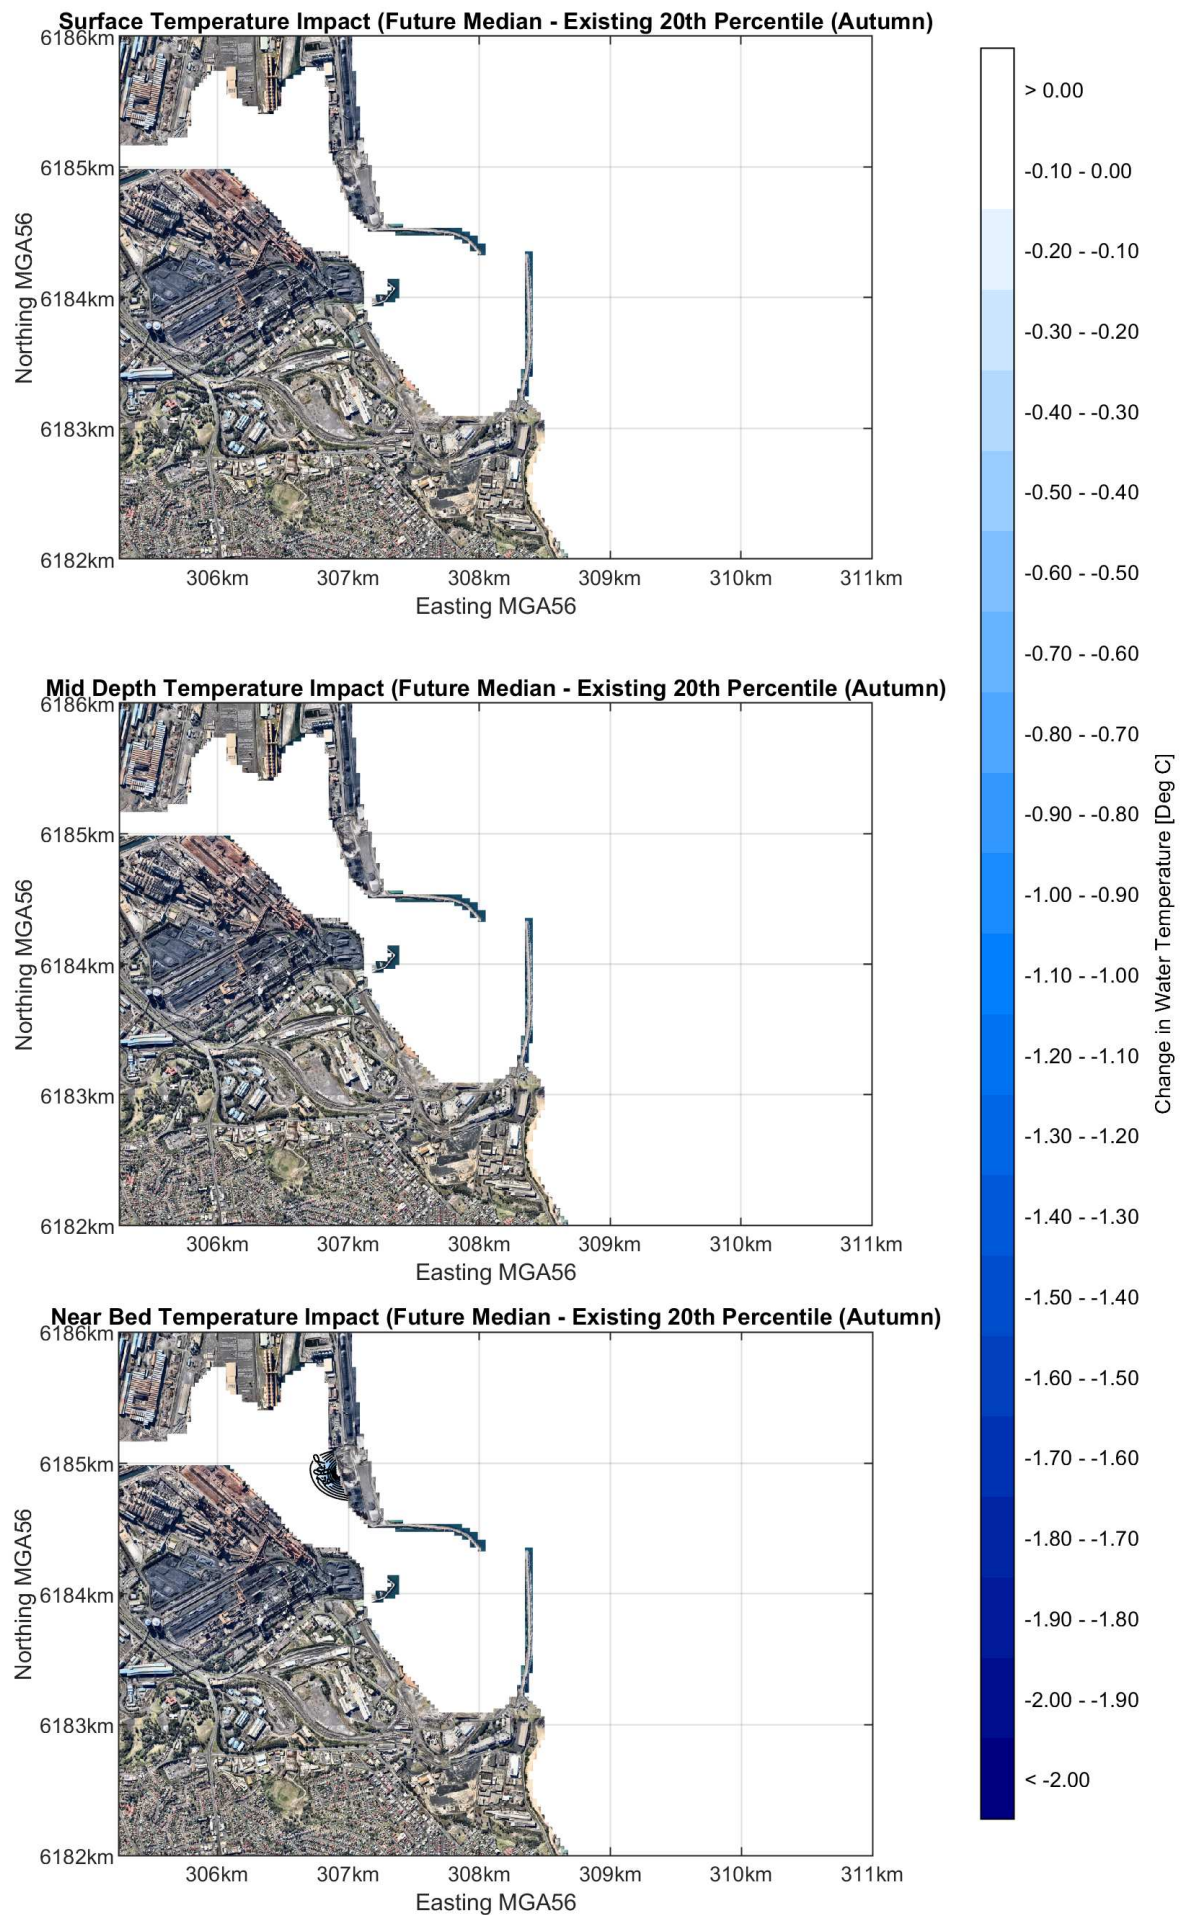 Surface Temperature Impact (Future Median - Existing 20th Percentile (Autumn)
6186km
6185km
6184km
6183km
6182km
Northing MGA56
306km 307km 308km 309km 310km 311km
Easting MGA56
Mid Depth Temperature Impact (Future Median - Existing 20th Percentile (Autumn)
6186km
6185km
6184km
6183km
6182km
Northing MGA56
306km 307km 308km 309km 310km 311km
Easting MGA56
Near Bed Temperature Impact (Future Median - Existing 20th Percentile (Autumn)
6186km
6185km
6184km
6183km
6182km
Northing MGA56
306km 307km 308km 309km 310km 311km
Easting MGA56
> 0.00
-0.10 - 0.00
-0.20 - -0.10
-0.30 - -0.20
-0.40 - -0.30
-0.50 - -0.40
-0.60 - -0.50
-0.70 - -0.60
-0.80 - -0.70
-0.90 - -0.80
-1.00 - -0.90
-1.10 - -1.00
-1.20 - -1.10
-1.30 - -1.20
-1.40 - -1.30
-1.50 - -1.40
-1.60 - -1.50
-1.70 - -1.60
-1.80 - -1.70
-1.90 - -1.80
-2.00 - -1.90
< -2.00
Change in Water Temperature [Deg C]